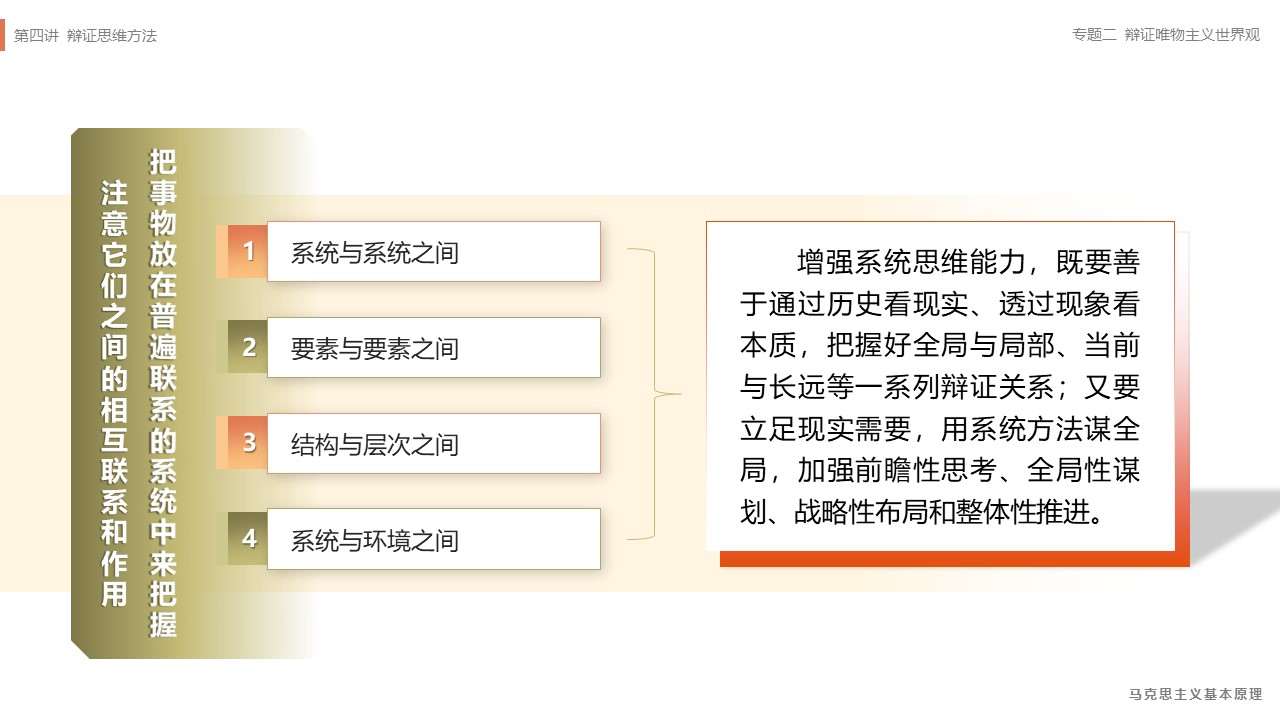 第四讲 辩证思维方法
专题二 辩证唯物主义世界观
把事物放在普遍联系的系统中来把握
注意它们之间的相互联系和作用
1 系统与系统之间
2 要素与要素之间
3 结构与层次之间
4 系统与环境之间
增强系统思维能力，既要善
于通过历史看现实、透过现象看
本质，把握好全局与局部、当前
与长远等一系列辩证关系；又要
立足现实需要，用系统方法谋全
局，加强前瞻性思考、全局性谋
划、战略性布局和整体性推进。
马克思主义基本原理